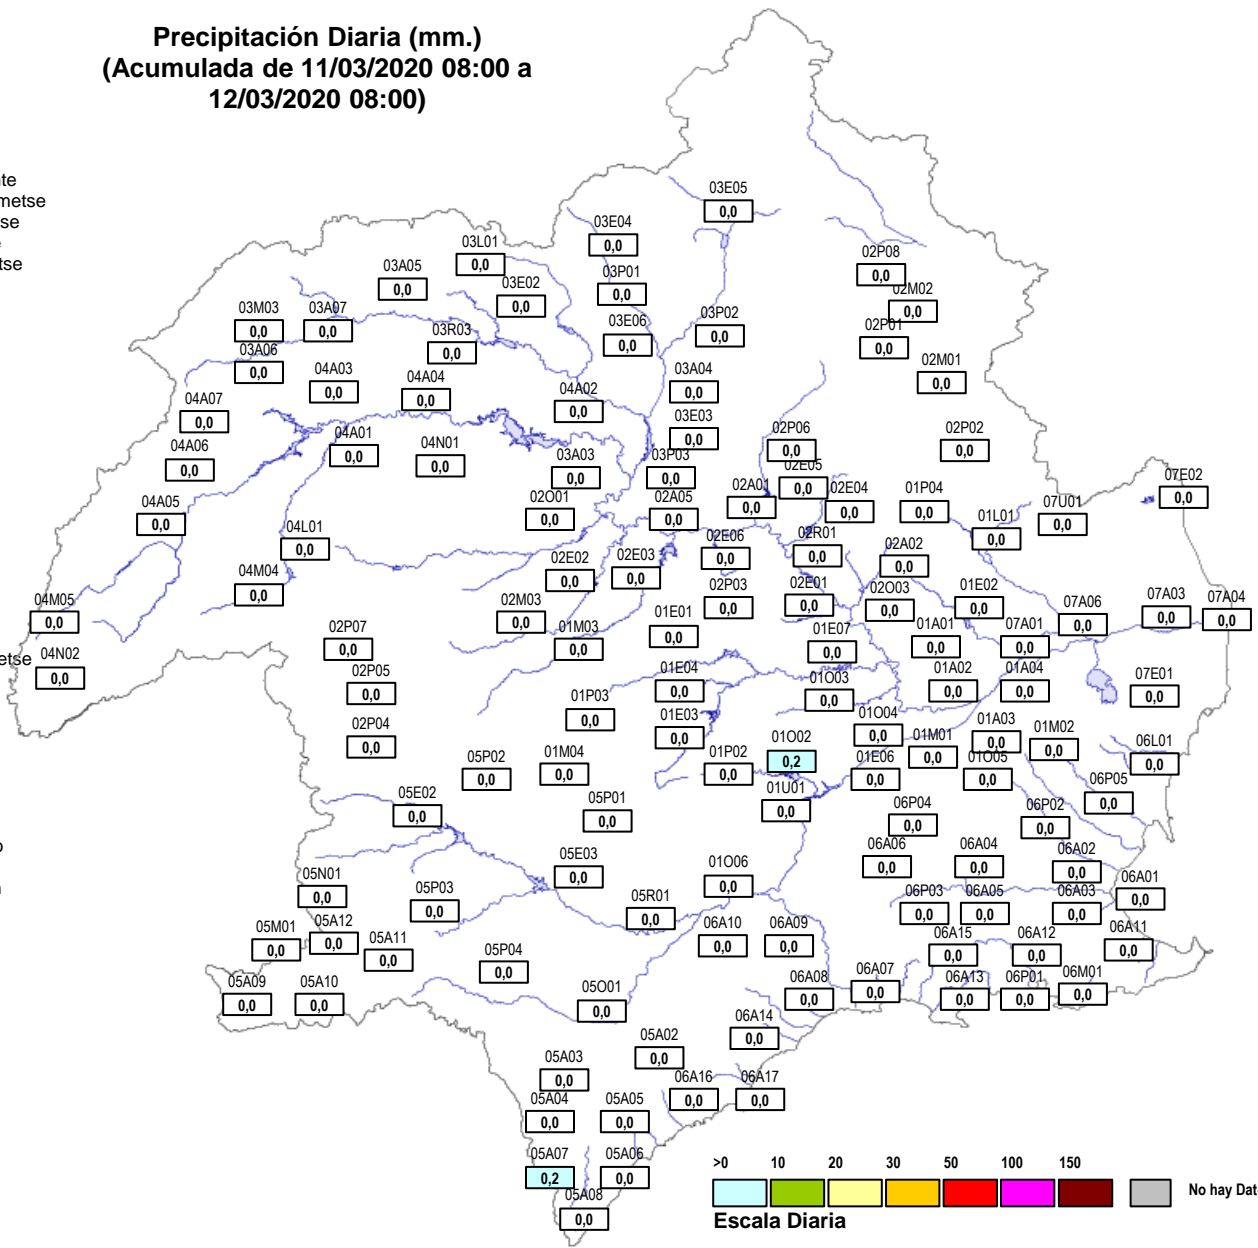 Precipitación Diaria (mm.)
(Acumulada de 11/03/2020 08:00 a
12/03/2020 08:00)
nte
metse
se
e
tse
03E05
0,0
03E04
0,0
03L01
0,0
02P08
0,0
03A05
0,0
03P01
0,0
03E02
0,0
02M02
0,0
03M03
0,0
03A07
0,0
03P02
0,0
03E06
0,0
03R03
0,0
02P01
0,0
03A06
0,0
02M01
0,0
04A03
0,0
04A04
0,0
03A04
0,0
04A02
0,0
04A07
0,0
03E03
0,0
02P06
0,0
02P02
0,0
04A01
0,0
04N01
0,0
04A06
0,0
03A03
0,0
03P03
0,0
02E05
0,0
07E02
0,0
02A01
0,0
02E04
0,0
01P04
0,0
04A05
0,0
02O01
0,0
02A05
0,0
07U01
0,0
01L01
0,0
04L01
0,0
02E06
0,0
02R01
0,0
02A02
0,0
02E02
0,0
02E03
0,0
04M04
0,0
02P03
0,0
02E01
0,0
02O03
0,0
01E02
0,0
07A03
0,0
07A04
0,0
04M05
0,0
02M03
0,0
01E01
0,0
07A06
0,0
02P07
0,0
01M03
0,0
01E07
0,0
01A01
0,0
07A01
0,0
etse
04N02
0,0
02P05
0,0
01E04
0,0
01O03
0,0
01A02
0,0
01A04
0,0
07E01
0,0
01P03
0,0
01E03
0,0
01O04
0,0
01A03
0,0
02P04
0,0
01O02
0,2
01M01
0,0
01M02
0,0
06L01
0,0
05P02
0,0
01M04
0,0
01P02
0,0
01E06
0,0
01O05
0,0
05E02
0,0
05P01
0,0
01U01
0,0
06P05
0,0
06P04
0,0
06P02
0,0
o
05E03
0,0
01O06
0,0
06A06
0,0
06A04
0,0
06A02
0,0
n
05N01
0,0
05P03
0,0
05R01
0,0
06P03
0,0
06A05
0,0
06A03
0,0
06A01
0,0
05M01
0,0
05A12
0,0
05A11
0,0
06A10
0,0
06A09
0,0
06A15
0,0
06A12
0,0
06A11
0,0
05P04
0,0
05A09
0,0
05A10
0,0
05O01
0,0
06A08
0,0
06A07
0,0
06A13
0,0
06P01
0,0
06M01
0,0
06A14
0,0
05A02
0,0
05A03
0,0
06A16
0,0
06A17
0,0
05A04
0,0
05A05
0,0
05A07
0,2
05A06
0,0
05A08
0,0
>0 10 20 30 50 100 150
No hay Dat
Escala Diaria